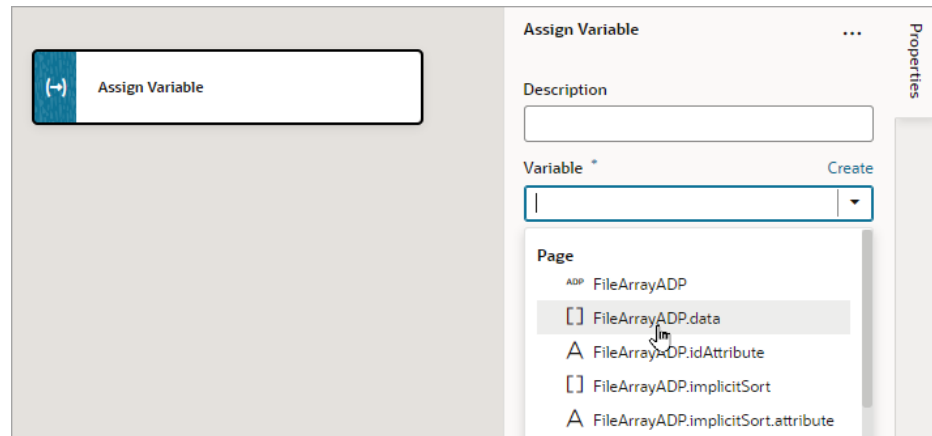 Assign Variable
...
Properties
(→) Assign Variable
Description
Variable * Create
Page
ADP FileArrayADP
[] FileArrayADP.data
A FileArrayADP.idAttribute
[] FileArrayADP.implicitSort
A FileArrayADP.implicitSort.attribute